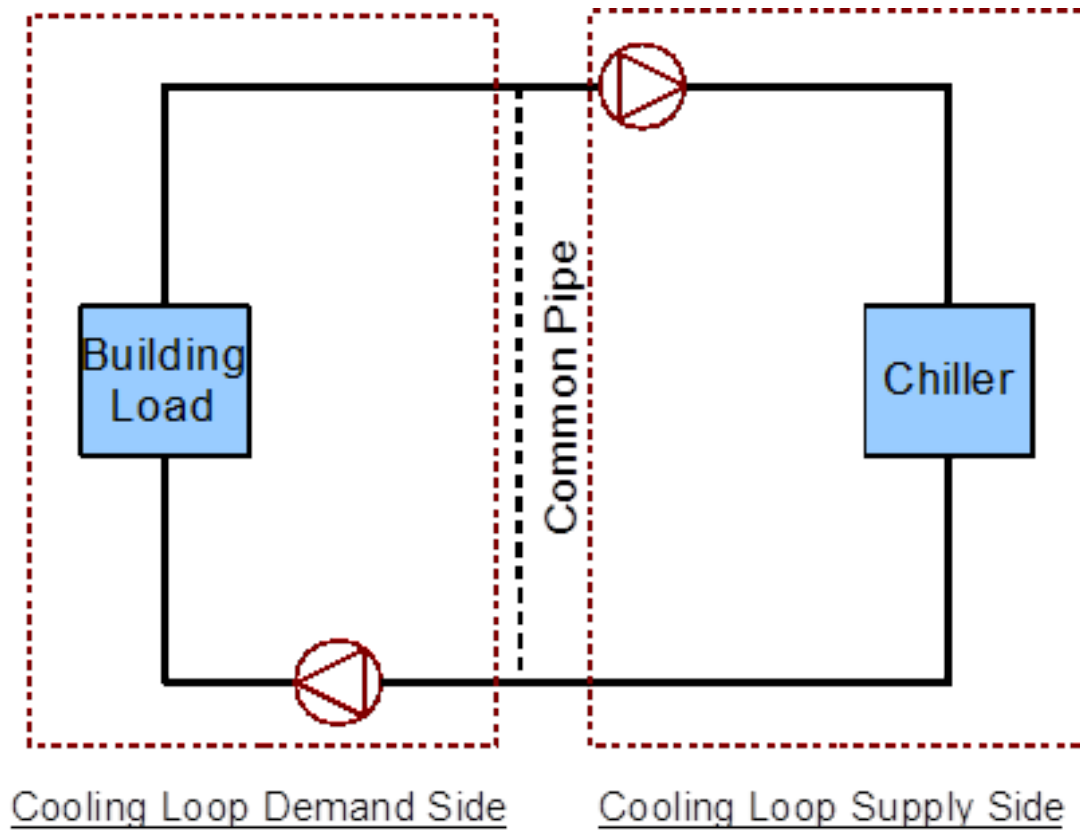 Building
Load
Common Pipe
Chiller
Cooling Loop Demand Side
Cooling Loop Supply Side